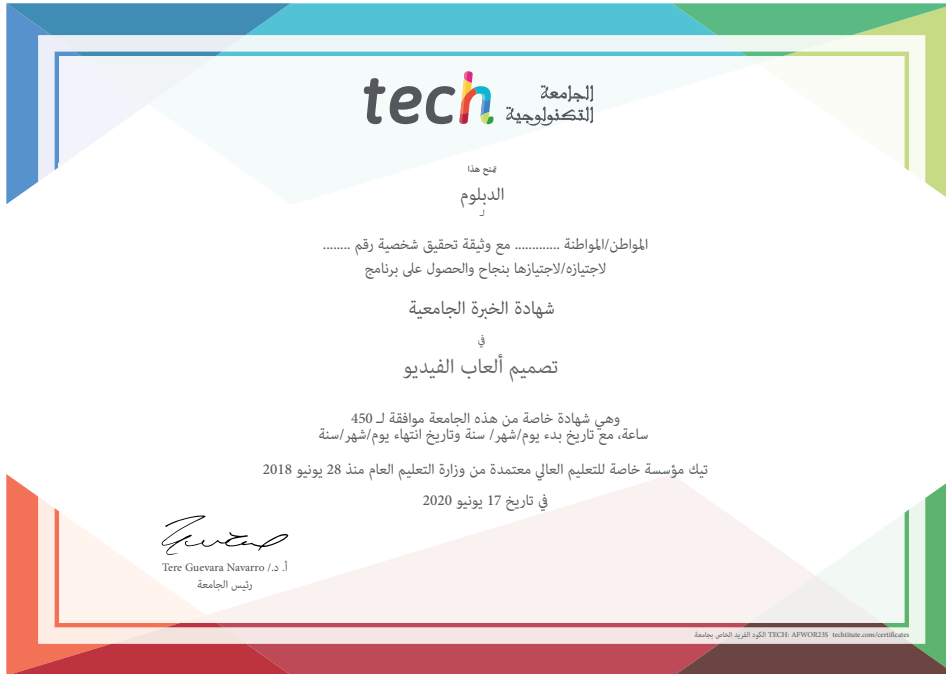 tech الجامعة
التكنولوجية
تمنح هذا
الدبلوم
لـ
المواطن/المواطنة ............. مع وثيقة تحقيق شخصية رقم ........
لاجتيازه/لاجتيازها بنجاح والحصول على برنامج
شهادة الخبرة الجامعية
في
تصميم ألعاب الفيديو
وهي شهادة خاصة من هذه الجامعة موافقة لـ 450
ساعة، مع تاريخ بدء يوم/شهر/ سنة وتاريخ انتهاء يوم/شهر/سنة
تيك مؤسسة خاصة للتعليم العالي معتمدة من وزارة التعليم العام منذ 28 يونيو 2018
في تاريخ 17 يونيو 2020
أ. د./ Tere Guevara Navarro
رئيس الجامعة
الكود الفريد الخاص بجامعة TECH: AFWOR23S techtitute.com/certificates